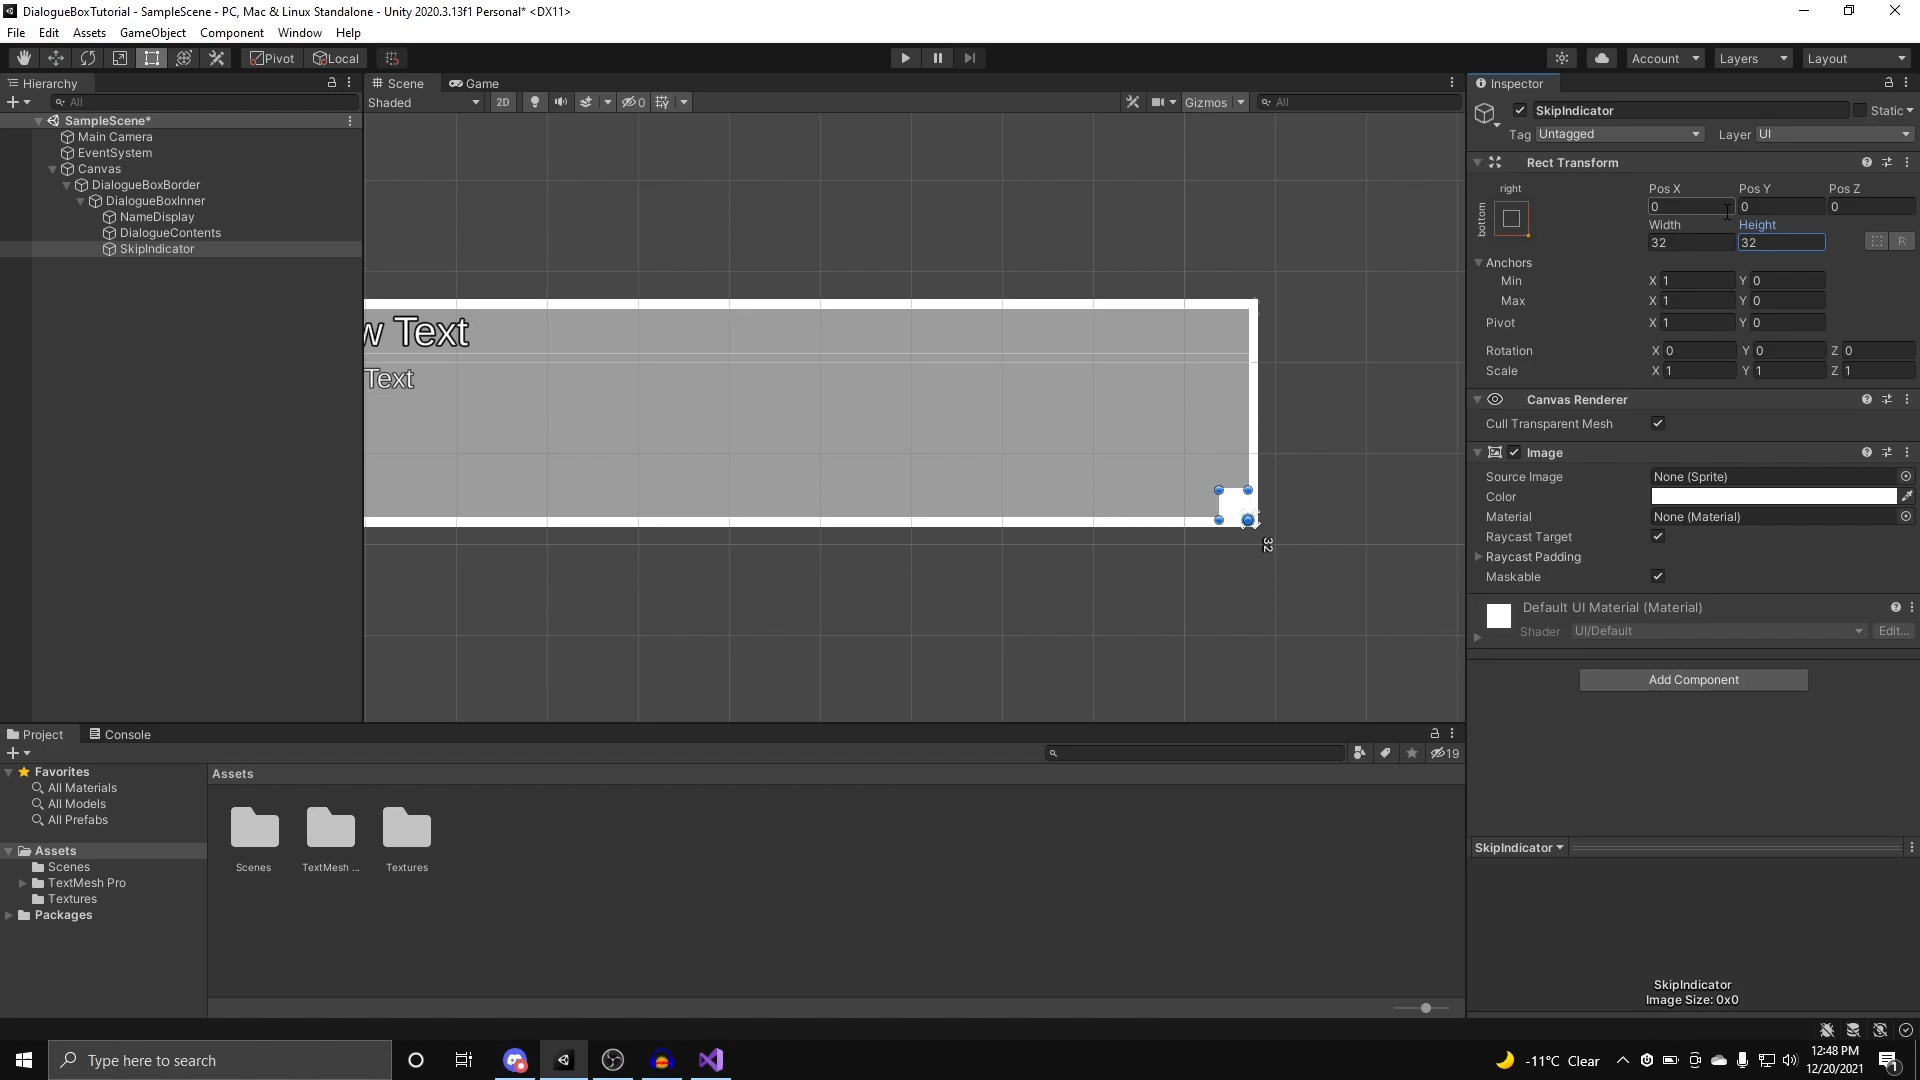 DialogueBoxTutorial - SampleScene - PC, Mac & Linux Standalone - Unity 2020.3.13f1 Personal* <DX11>
File Edit Assets GameObject Component Window Help
Pivot Local Account Layers Layout
Hierarchy
All
SampleScene*
Main Camera
EventSystem
Canvas
DialogueBoxBorder
DialogueBoxInner
NameDisplay
DialogueContents
SkipIndicator
Scene Game
Shaded 2D 0 Gizmos All
w Text
Text
32
Inspector
SkipIndicator Static
Tag Untagged Layer UI
Rect Transform
right
bottom
Pos X Pos Y Pos Z
0 0 0
Width Height
32 32 R
Anchors
Min X 1 Y 0
Max X 1 Y 0
Pivot X 1 Y 0
Rotation X 0 Y 0 Z 0
Scale X 1 Y 1 Z 1
Canvas Renderer
Cull Transparent Mesh
Image
Source Image None (Sprite)
Color
Material None (Material)
Raycast Target
Raycast Padding
Maskable
Default UI Material (Material)
Shader UI/Default Edit...
Add Component
SkipIndicator
SkipIndicator
Image Size: 0x0
Project Console
19
Favorites
All Materials
All Models
All Prefabs
Assets
Scenes
TextMesh Pro
Textures
Packages
Assets
Scenes TextMesh ... Textures
Type here to search
-11°C Clear
12:48 PM
12/20/2021
1